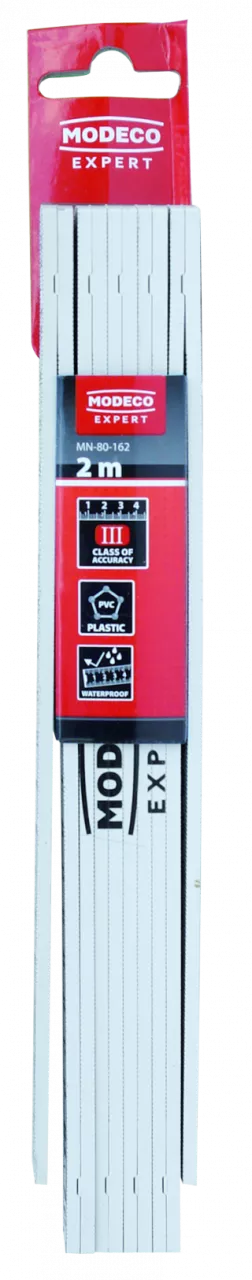 MODECO
EXPERT
MODECO
EXPERT
MN-80-162
2 m
1 2 3 4
III
CLASS OF
ACCURACY
PVC
PLASTIC
WATERPROOF
MOD
EXP